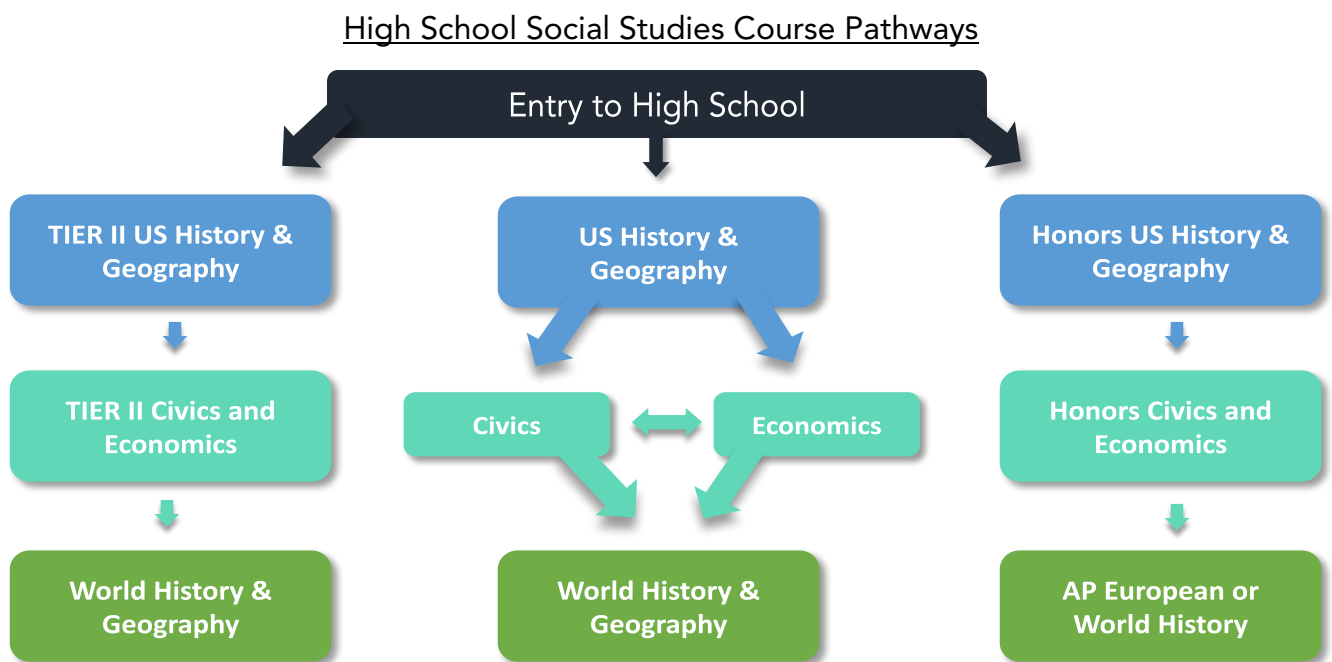 High School Social Studies Course Pathways
Entry to High School
TIER II US History &
Geography
US History &
Geography
Honors US History &
Geography
TIER II Civics and
Economics
Civics
Economics
Honors Civics and
Economics
World History &
Geography
World History &
Geography
AP European or
World History